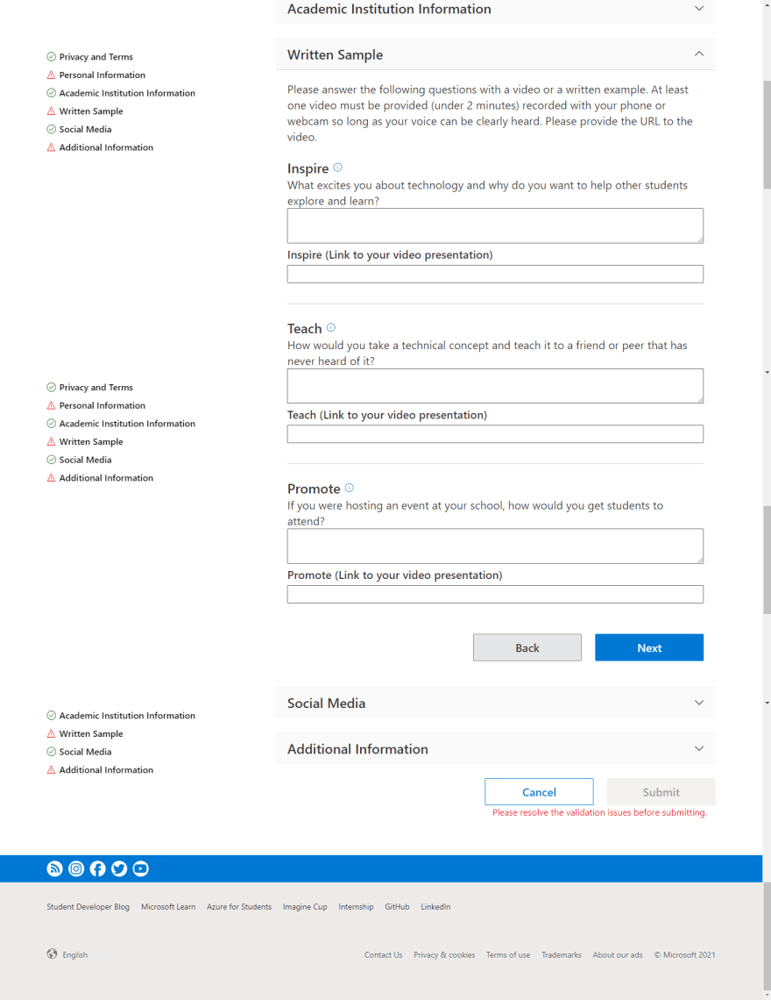 Academic Institution Information
Written Sample
Privacy and Terms
Personal Information
Academic Institution Information
Written Sample
Social Media
Additional Information
Please answer the following questions with a video or a written example. At least
one video must be provided (under 2 minutes) recorded with your phone or
webcam so long as your voice can be clearly heard. Please provide the URL to the
video.
Inspire
What excites you about technology and why do you want to help other students
explore and learn?
Inspire (Link to your video presentation)
Teach
How would you take a technical concept and teach it to a friend or peer that has
never heard of it?
Privacy and Terms
Personal Information
Academic Institution Information
Written Sample
Social Media
Additional Information
Teach (Link to your video presentation)
Promote
If you were hosting an event at your school, how would you get students to
attend?
Promote (Link to your video presentation)
Back
Next
Social Media
Academic Institution Information
Written Sample
Social Media
Additional Information
Additional Information
Cancel
Submit
Please resolve the validation issues before submitting.
Student Developer Blog Microsoft Learn Azure for Students Imagine Cup Internship GitHub LinkedIn
English
Contact Us Privacy & cookies Terms of use Trademarks About our ads © Microsoft 2021